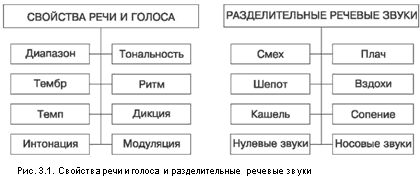 СВОЙСТВА РЕЧИ И ГОЛОСА
Диапазон Тональность
Тембр Ритм
Темп Дикция
Интонация Модуляция
РАЗДЕЛИТЕЛЬНЫЕ РЕЧЕВЫЕ ЗВУКИ
Смех Плач
Шепот Вздохи
Кашель Сопение
Нулевые звуки Носовые звуки
Рис. 3.1. Свойства речи и голоса и разделительные речевые звуки